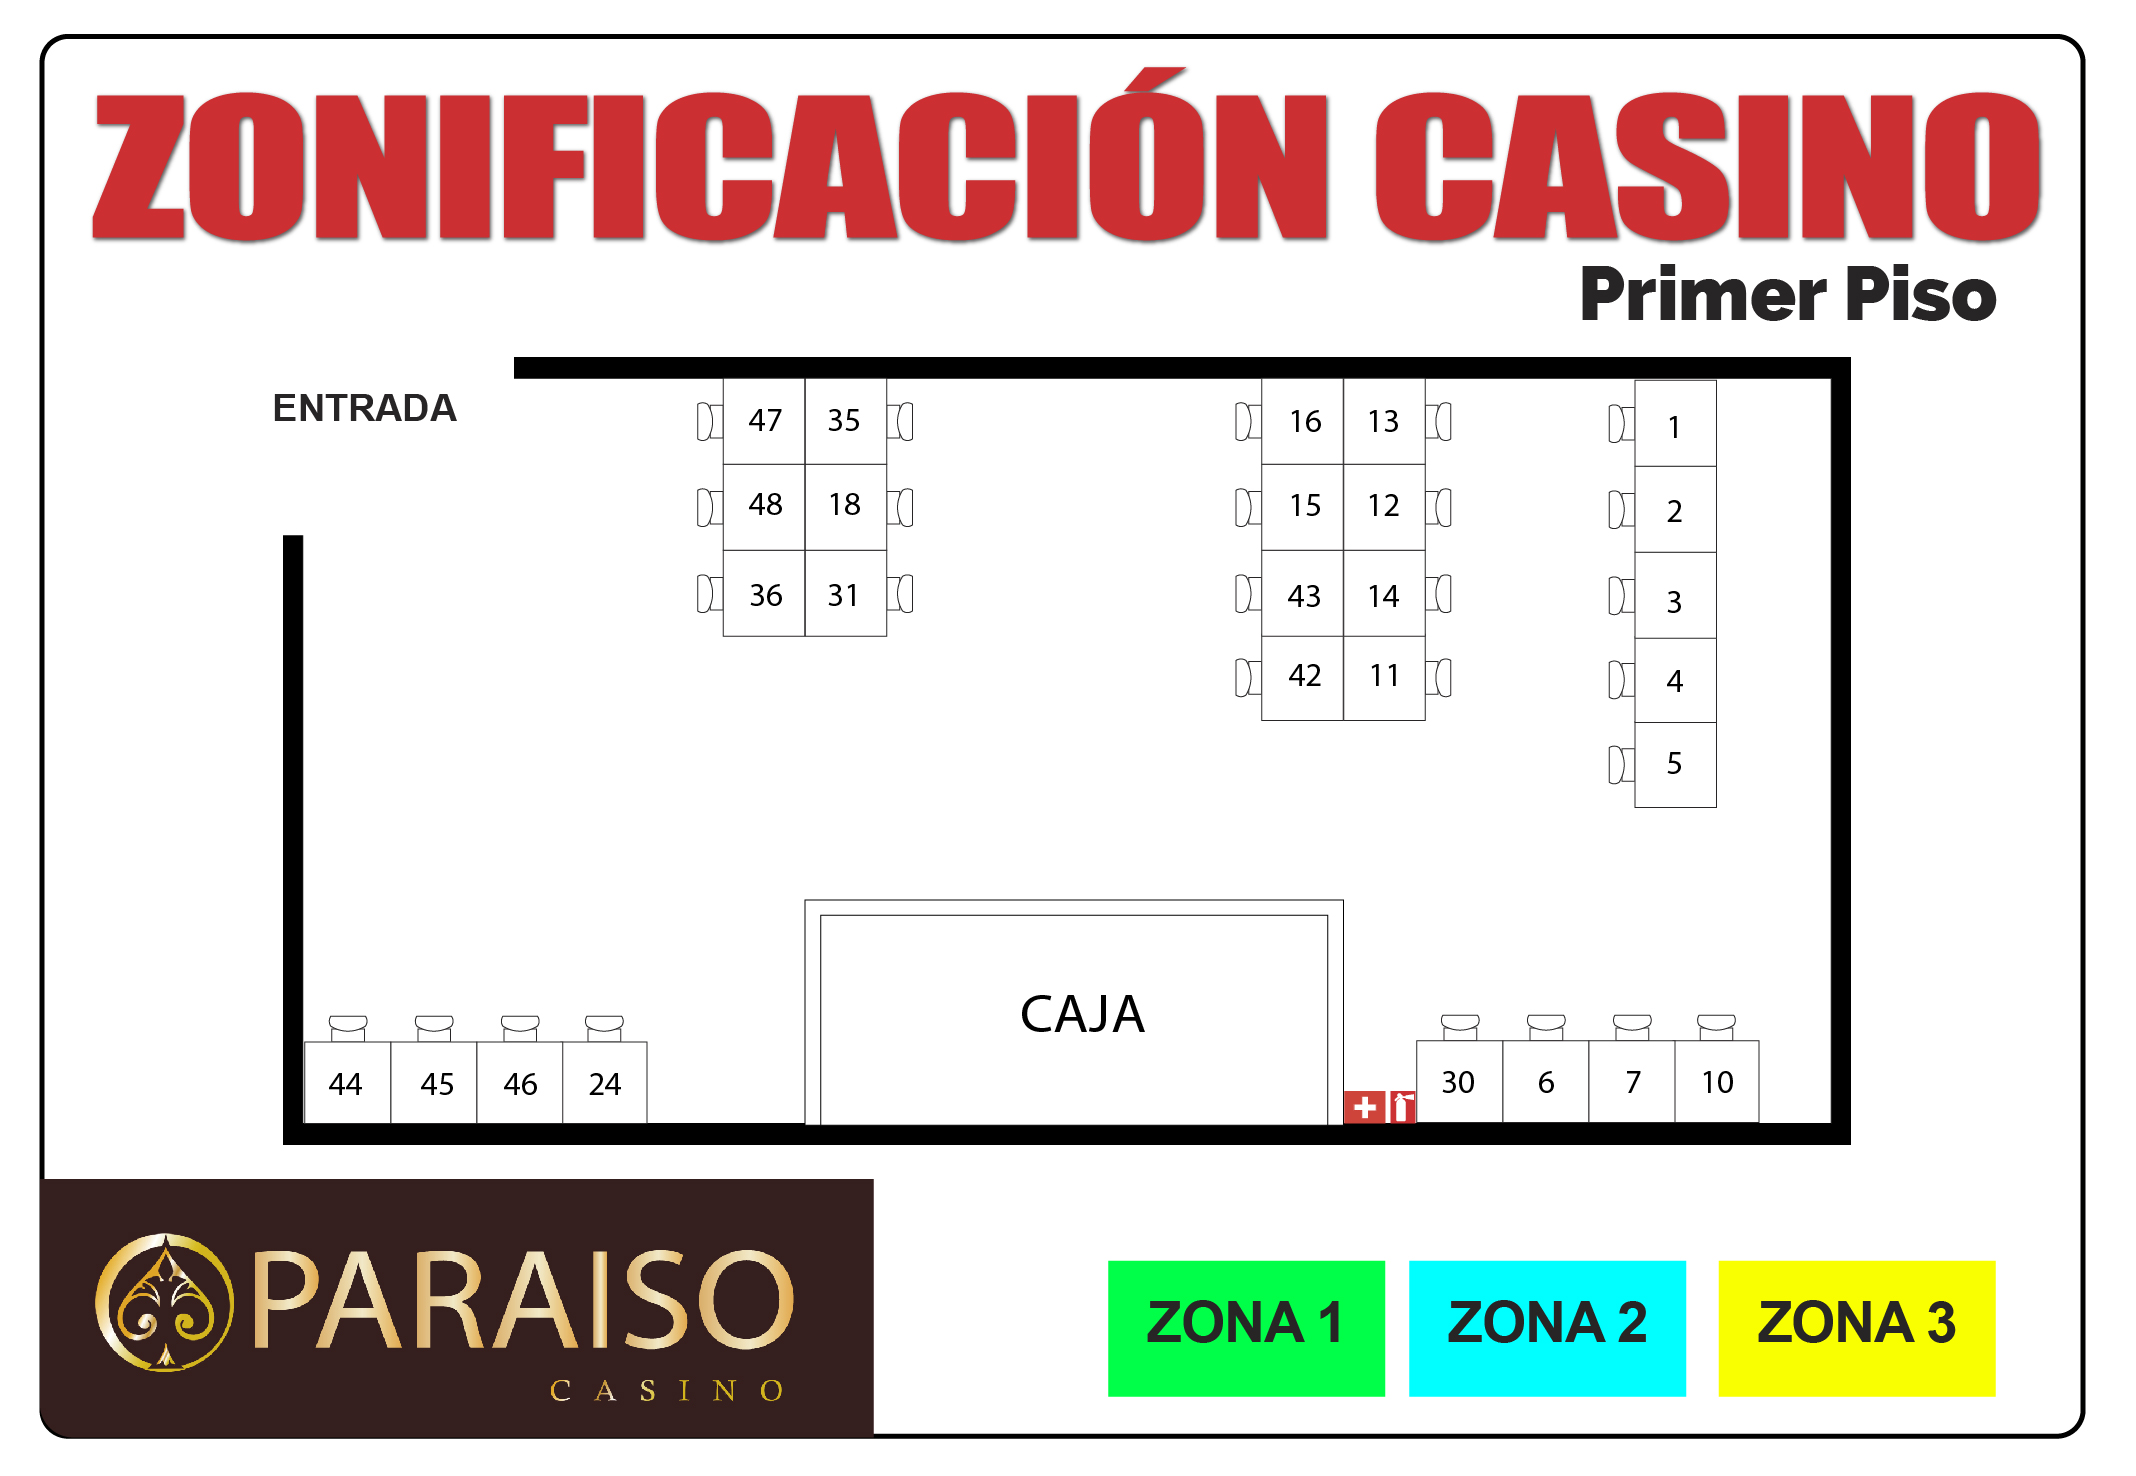 ZONIFICACIÓN CASINO
Primer Piso
ENTRADA
47 35 16 13 1
48 18 15 12 2
36 31 43 14 3
42 11 4
5
CAJA
44 45 46 24 30 6 7 10
PARAISO
CASINO
ZONA 1 ZONA 2 ZONA 3